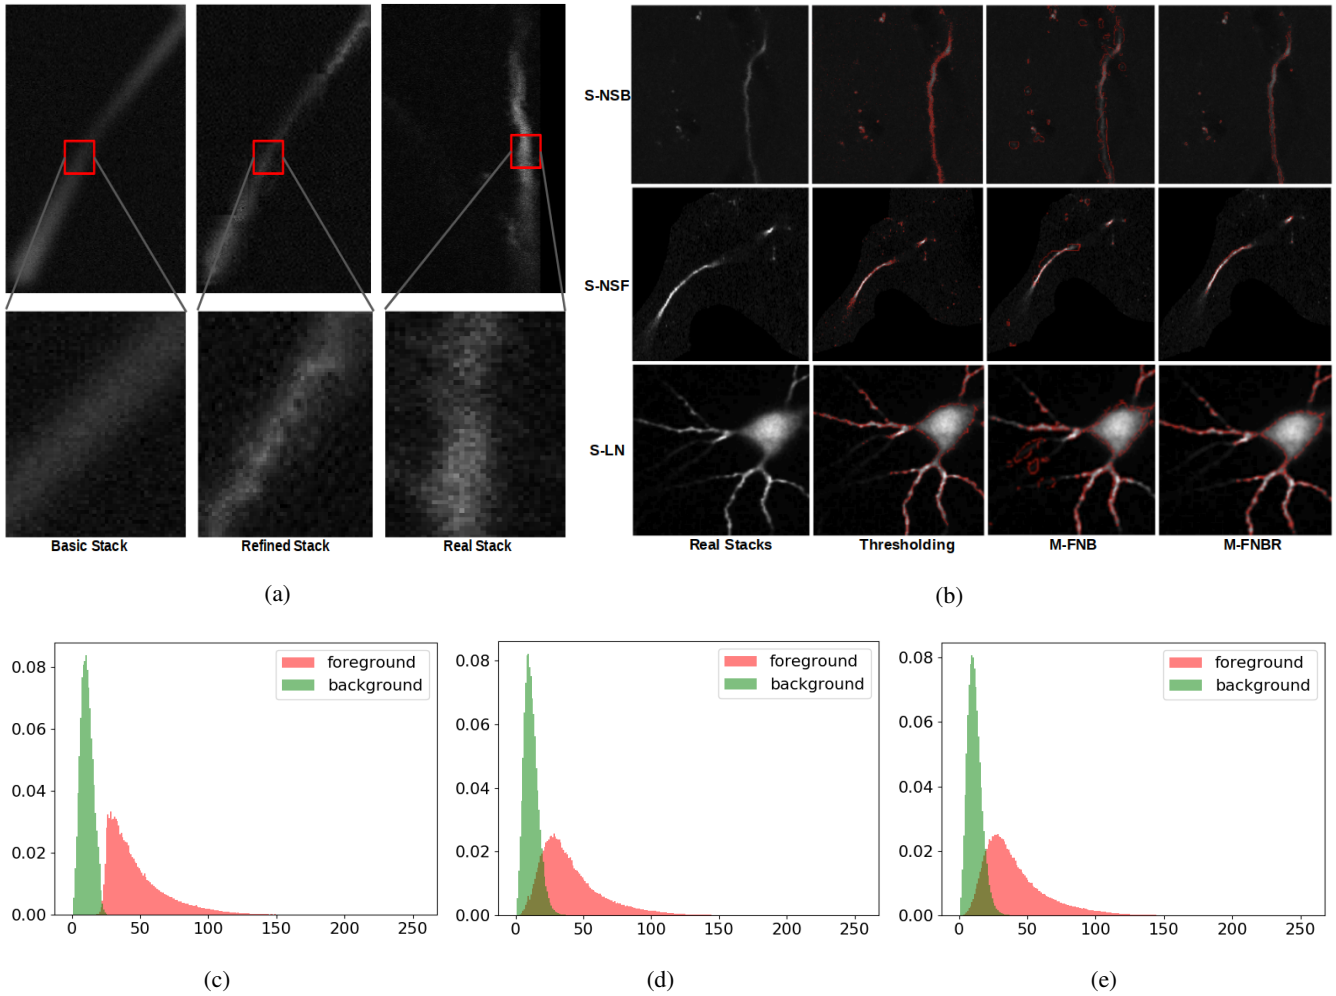 Basic Stack Refined Stack Real Stack
(a)
S-NSB
S-NSF
S-LN
Real Stacks Thresholding M-FNB M-FNBR
(b)
foreground
background
0.08
0.06
0.04
0.02
0.00
0 50 100 150 200 250
(c)
foreground
background
0.08
0.06
0.04
0.02
0.00
0 50 100 150 200 250
(d)
foreground
background
0.08
0.06
0.04
0.02
0.00
0 50 100 150 200 250
(e)